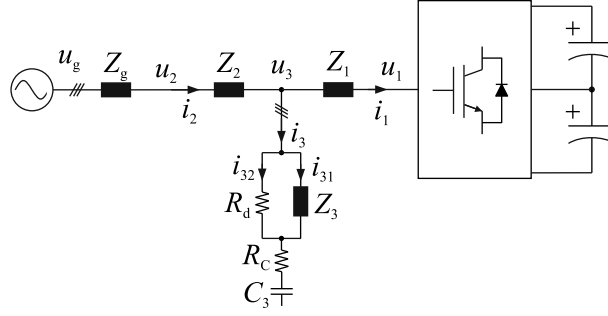 u_g Z_g u_2 Z_2 u_3 Z_1 u_1
i_2 i_1
i_3
i_32 i_31
R_d Z_3
R_C
C_3
+
+